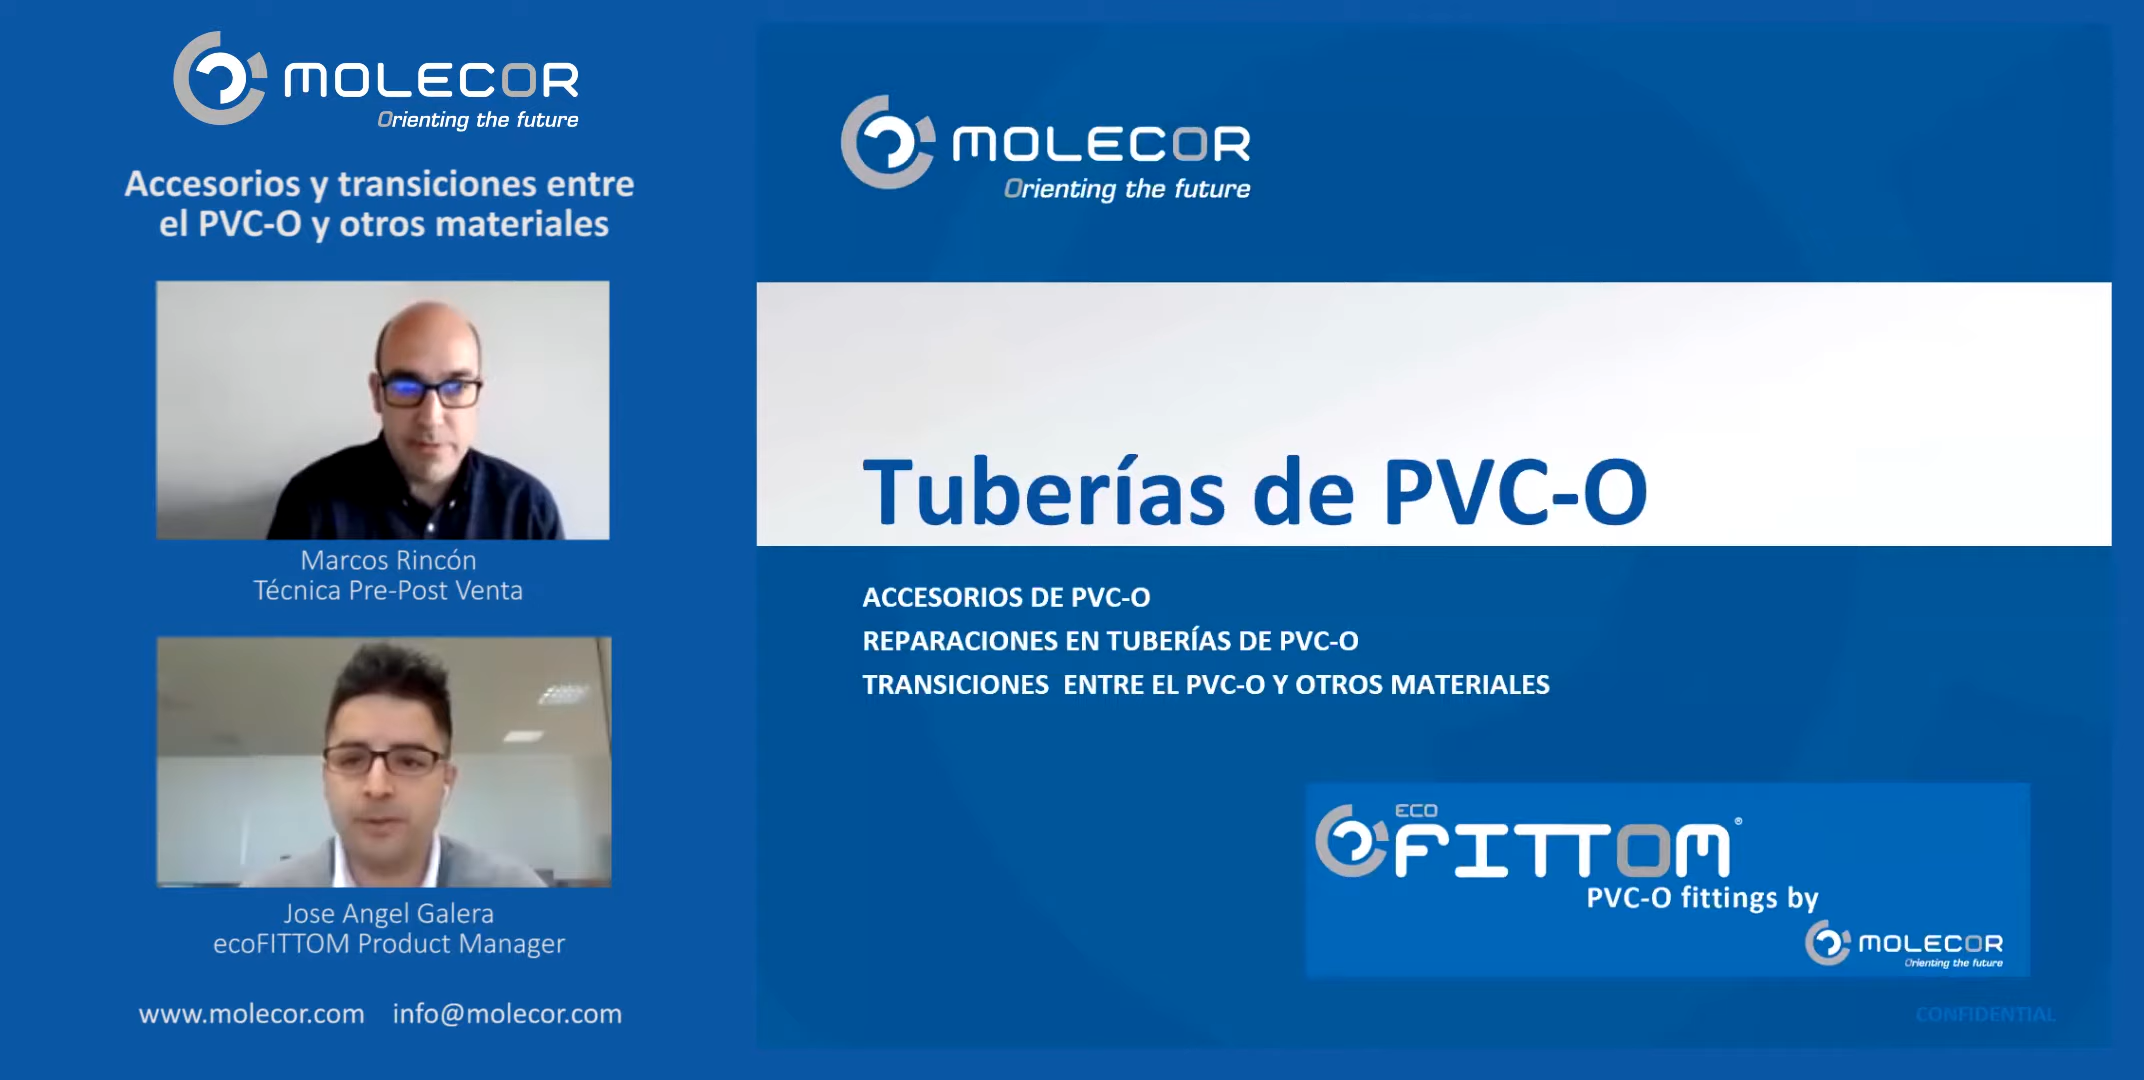 MOLECOR
Orienting the future
Accesorios y transiciones entre
el PVC-O y otros materiales
Marcos Rincón
Técnica Pre-Post Venta
Jose Angel Galera
ecoFITTOM Product Manager
www.molecor.com info@molecor.com
MOLECOR
Orienting the future
Tuberías de PVC-O
ACCESORIOS DE PVC-O
REPARACIONES EN TUBERÍAS DE PVC-O
TRANSICIONES ENTRE EL PVC-O Y OTROS MATERIALES
ECO
FITTOM®
PVC-O fittings by
MOLECOR
Orienting the future
CONFIDENTIAL